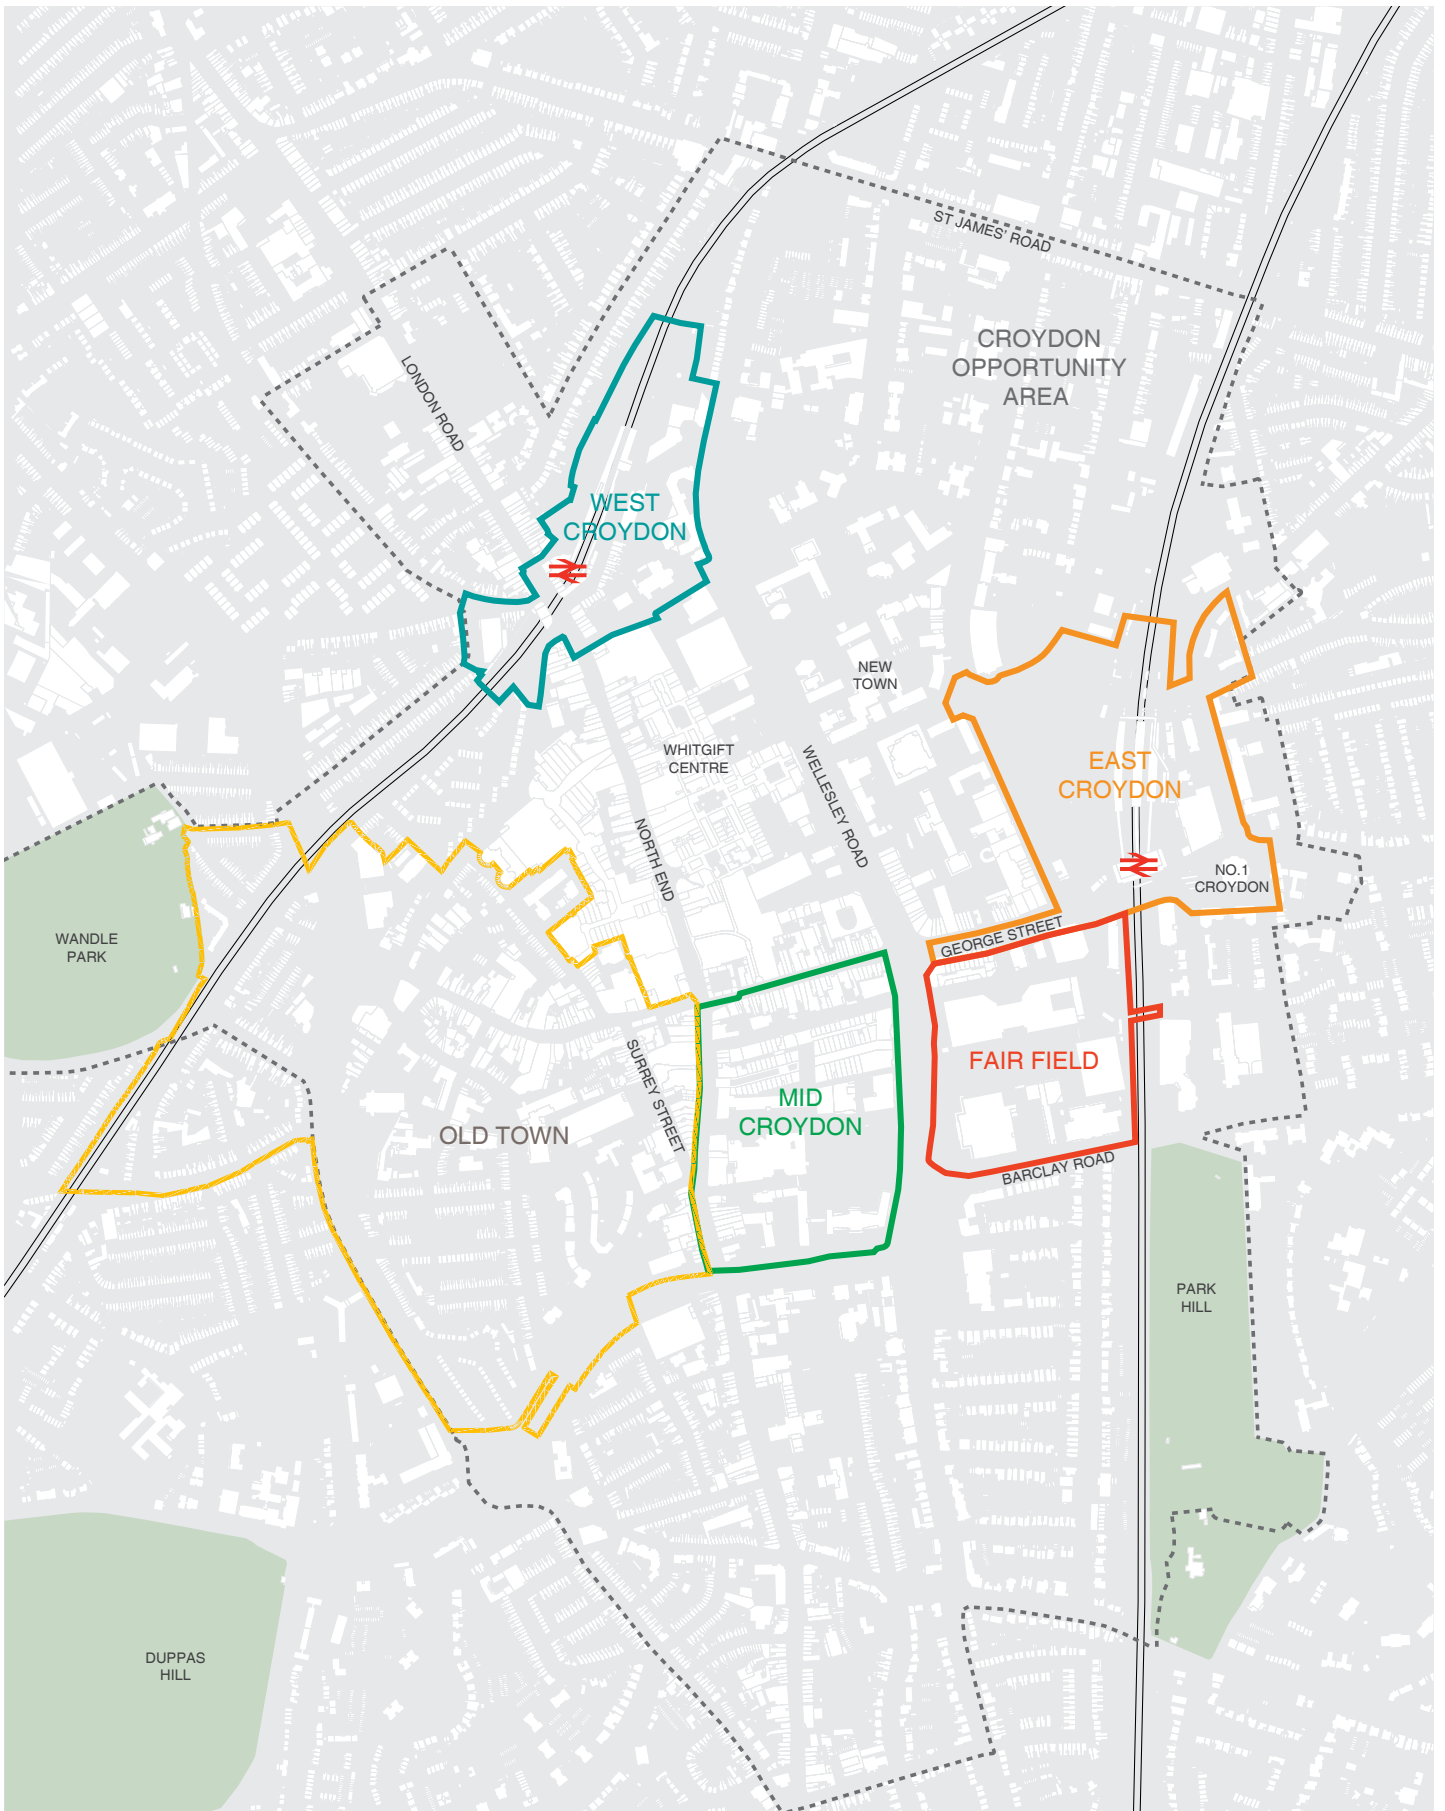 ST JAMES' ROAD
CROYDON
OPPORTUNITY
AREA
LONDON ROAD
WEST
CROYDON
NEW
TOWN
WHITGIFT
CENTRE
WELLESLEY ROAD
EAST
CROYDON
NORTH END
NO.1
CROYDON
WANDLE
PARK
GEORGE STREET
FAIR FIELD
SURREY STREET
MID
CROYDON
OLD TOWN
BARCLAY ROAD
PARK
HILL
DUPPAS
HILL